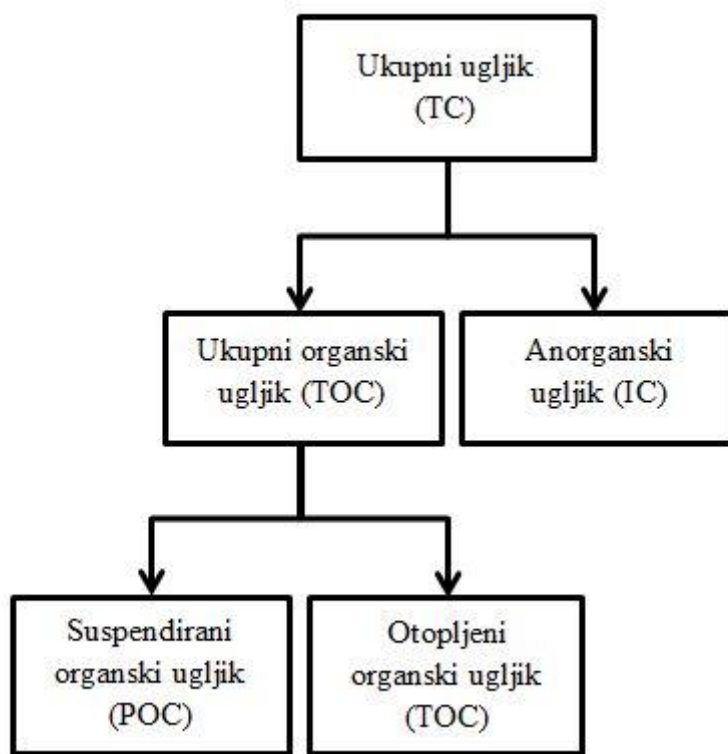 Ukupni ugljik
(TC)
Ukupni organski
ugljik (TOC)
Anorganski
ugljik (IC)
Suspendirani
organski ugljik
(POC)
Otopljeni
organski ugljik
(TOC)